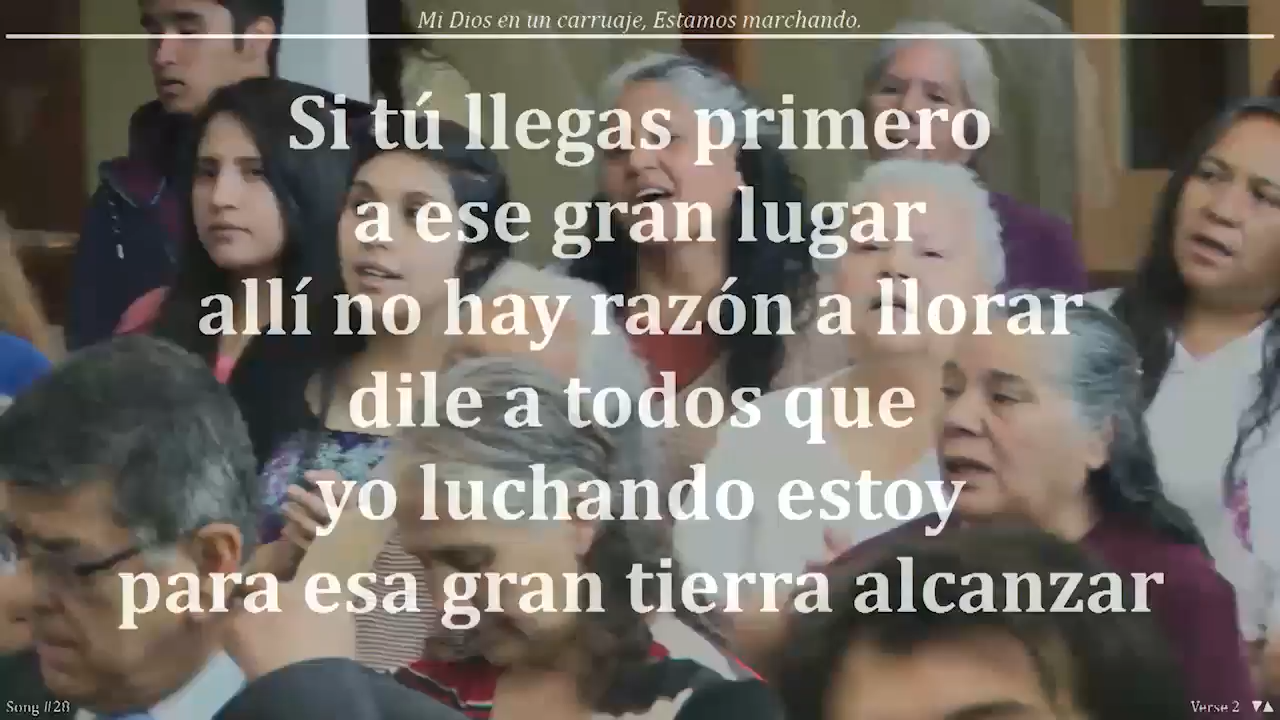 Mi Dios en un carruaje, Estamos marchando.
Si tú llegas primero
a ese gran lugar
allí no hay razón a llorar
dile a todos que
yo luchando estoy
para esa gran tierra alcanzar
Song #28
Verse 2 ▼▲